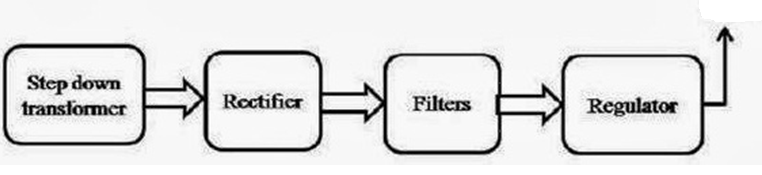 Step down
transformer
Rectifier
Filters
Regulator